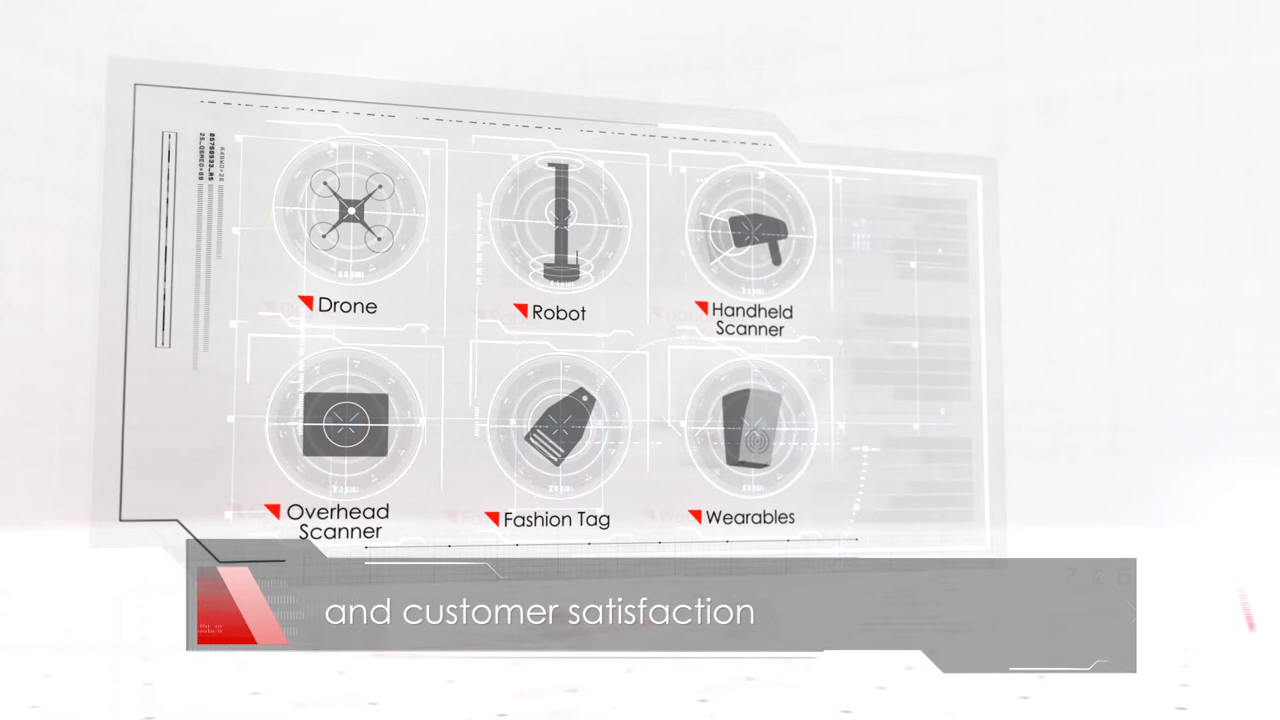 Drone
Robot
Handheld
Scanner
Overhead
Scanner
Fashion Tag
Wearables
and customer satisfaction